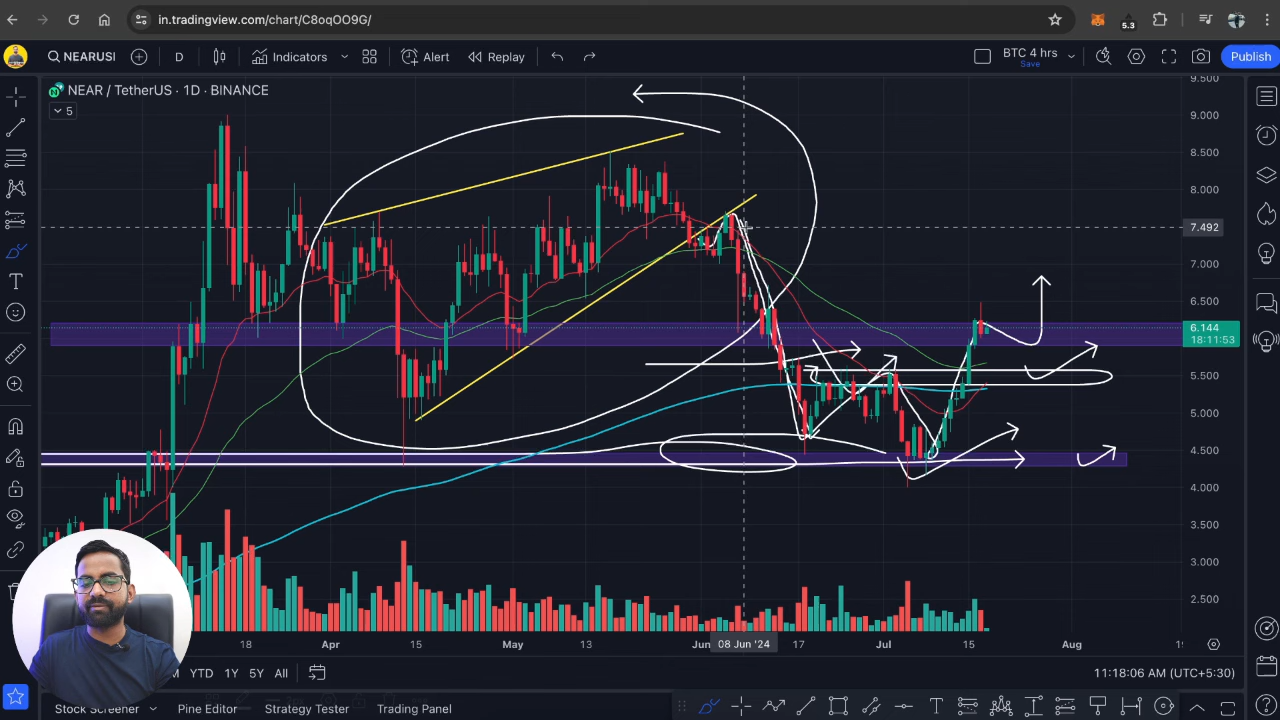 in.tradingview.com/chart/C8oqOO9G/
5.3
NEARUSI
D
Indicators
Alert
Replay
BTC 4 hrs
Save
Publish
NEAR / TetherUS · 1D · BINANCE
5
9.500
9.000
8.500
8.000
7.492
7.000
6.500
6.144
18:11:53
5.500
5.000
4.500
4.000
3.500
3.000
2.500
18
Apr
15
May
13
Jun
08 Jun '24
17
Jul
15
Aug
YTD
1Y
5Y
All
11:18:06 AM (UTC+5:30)
Stock Screener
Pine Editor
Strategy Tester
Trading Panel